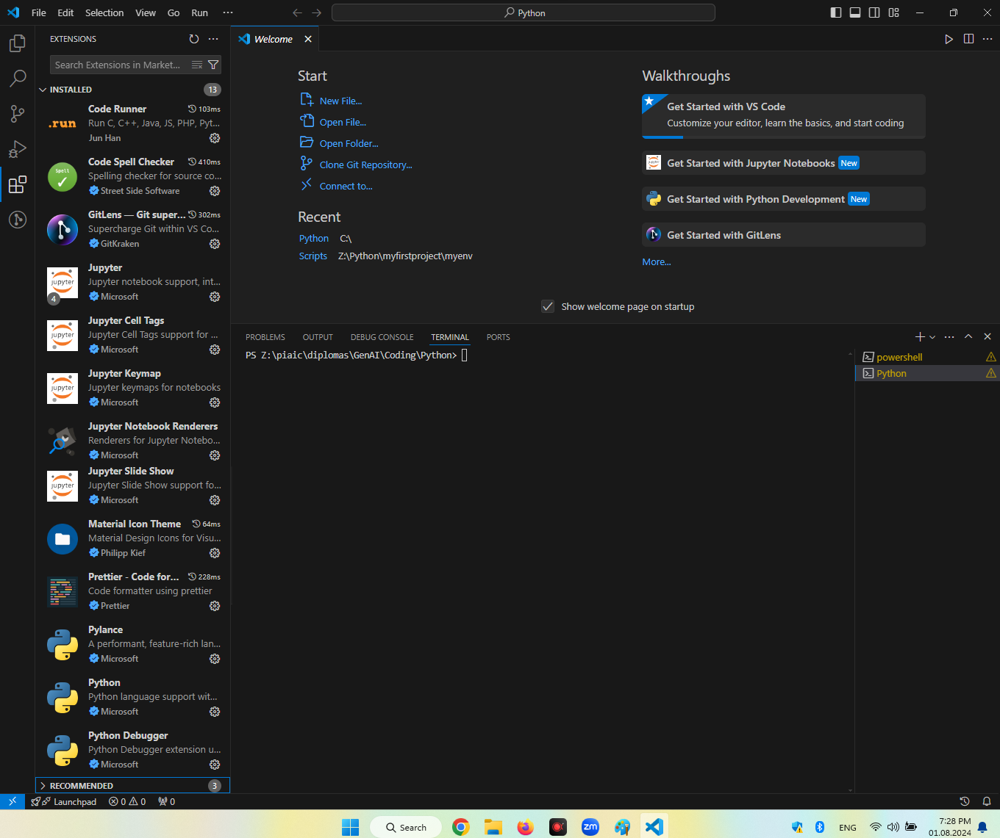 File Edit Selection View Go Run ···
Python
EXTENSIONS
Search Extensions in Market...
INSTALLED 13
Code Runner 103ms
Run C, C++, Java, JS, PHP, Pyt...
Jun Han
.run
Code Spell Checker 410ms
Spelling checker for source co...
Street Side Software
Spell
GitLens — Git super... 302ms
Supercharge Git within VS Co...
GitKraken
Jupyter
Jupyter notebook support, int...
Microsoft
jupyter
4
Jupyter Cell Tags
Jupyter Cell Tags support for ...
Microsoft
jupyter
Jupyter Keymap
Jupyter keymaps for notebooks
Microsoft
jupyter
Jupyter Notebook Renderers
Renderers for Jupyter Notebo...
Microsoft
Jupyter Slide Show
Jupyter Slide Show support fo...
Microsoft
jupyter
Material Icon Theme 64ms
Material Design Icons for Visu...
Philipp Kief
Prettier - Code for... 228ms
Code formatter using prettier
Prettier
Pylance
A performant, feature-rich lan...
Microsoft
Python
Python language support wit...
Microsoft
Python Debugger
Python Debugger extension u...
Microsoft
RECOMMENDED 3
Welcome
Start
New File...
Open File...
Open Folder...
Clone Git Repository...
Connect to...
Recent
Python C:\
Scripts Z:\Python\myfirstproject\myenv
Walkthroughs
Get Started with VS Code
Customize your editor, learn the basics, and start coding
Get Started with Jupyter Notebooks New
Get Started with Python Development New
Get Started with GitLens
More...
Show welcome page on startup
PROBLEMS OUTPUT DEBUG CONSOLE TERMINAL PORTS
PS Z:\piaic\diplomas\GenAI\Coding\Python>
powershell
Python
Launchpad 0 0 0
Search
zm
ENG
7:28 PM
01.08.2024